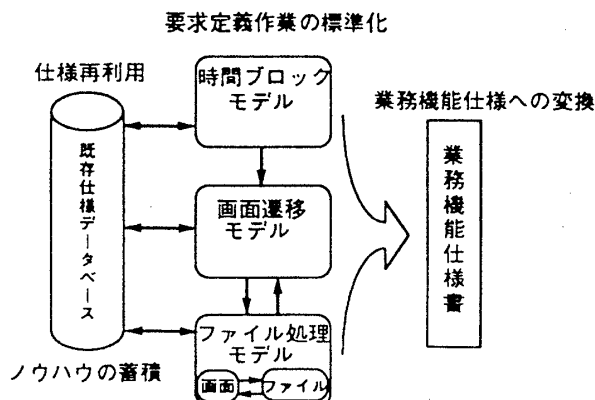 要求定義作業の標準化
仕様再利用
時間ブロック
モデル
業務機能仕様への変換
既存仕様データベース
業務機能仕様書
画面遷移
モデル
ファイル処理
モデル
画面
ファイル
ノウハウの蓄積